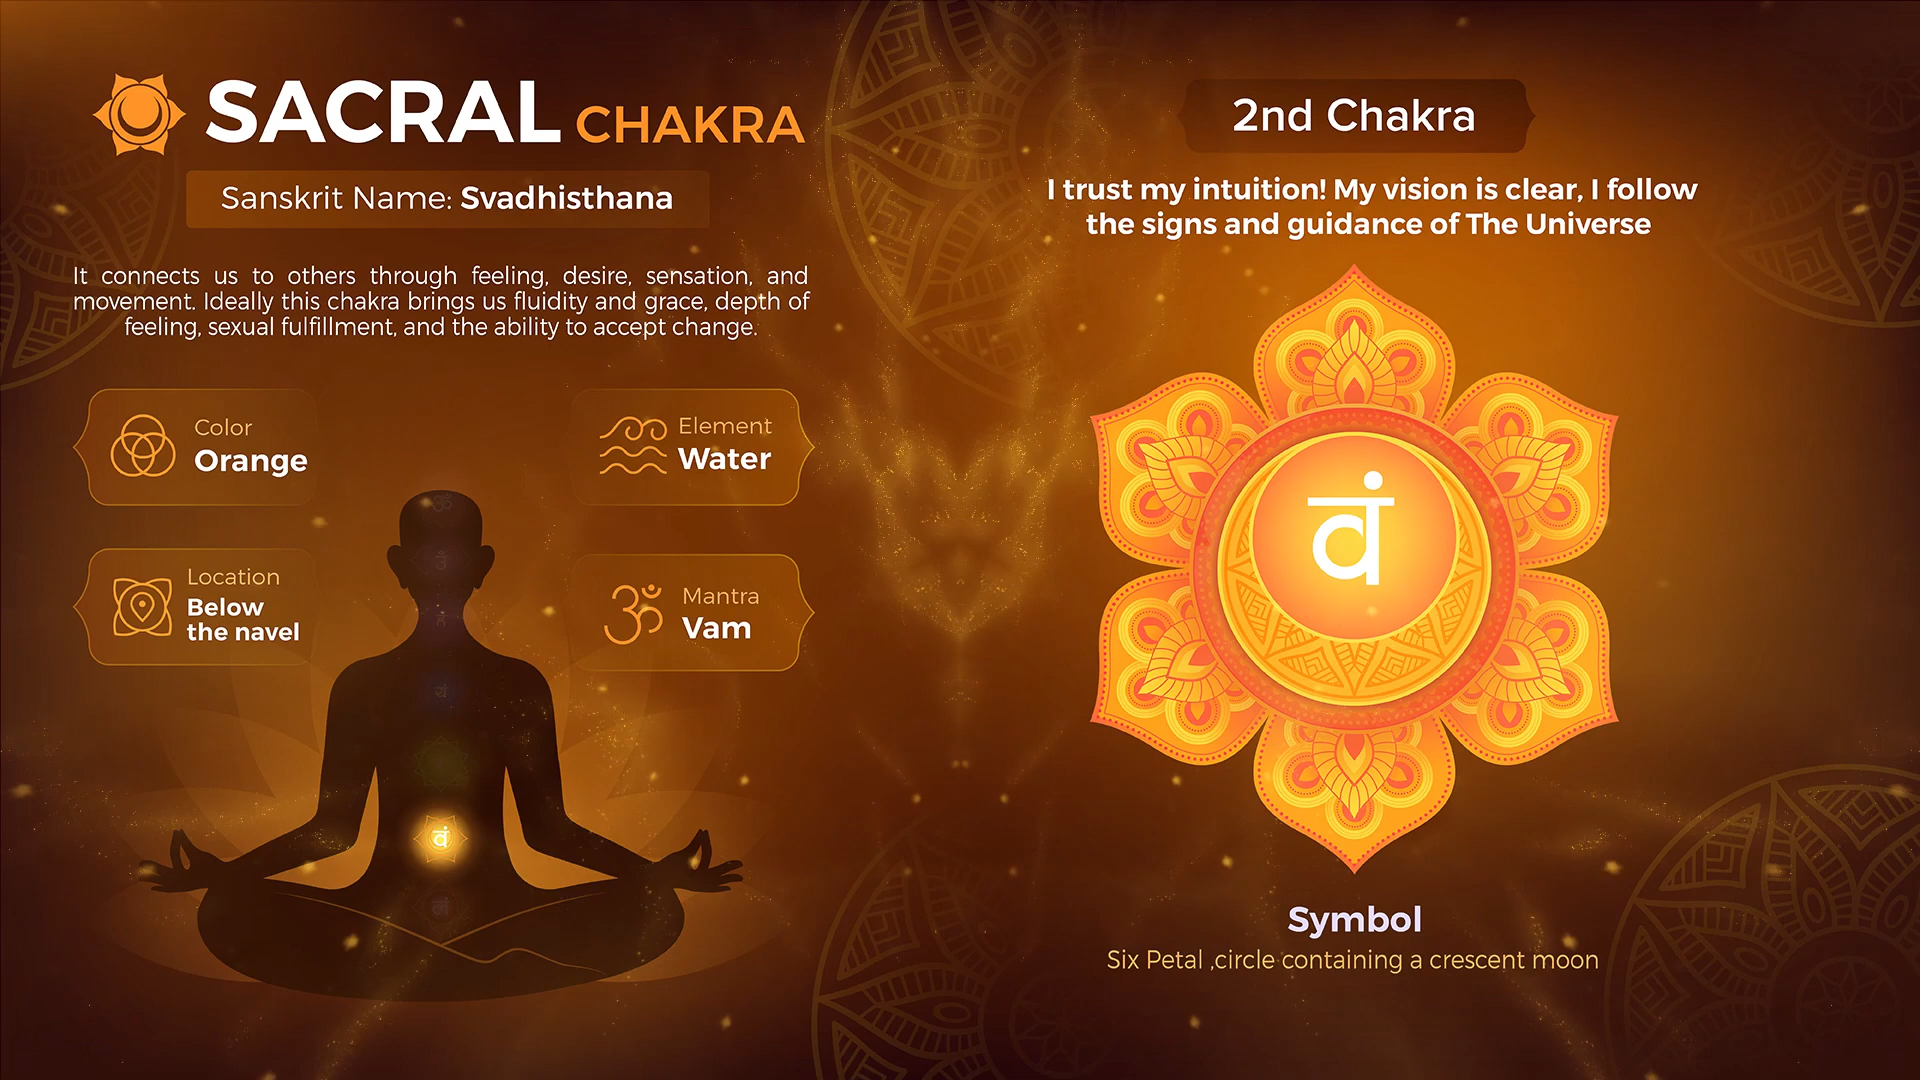 SACRAL CHAKRA
Sanskrit Name: Svadhisthana
It connects us to others through feeling, desire, sensation, and
movement. Ideally this chakra brings us fluidity and grace, depth of
feeling, sexual fulfillment, and the ability to accept change.
Color
Orange
Element
Water
Location
Below
the navel
ॐ
Mantra
Vam
वं
2nd Chakra
I trust my intuition! My vision is clear, I follow
the signs and guidance of The Universe
वं
Symbol
Six Petal ,circle containing a crescent moon